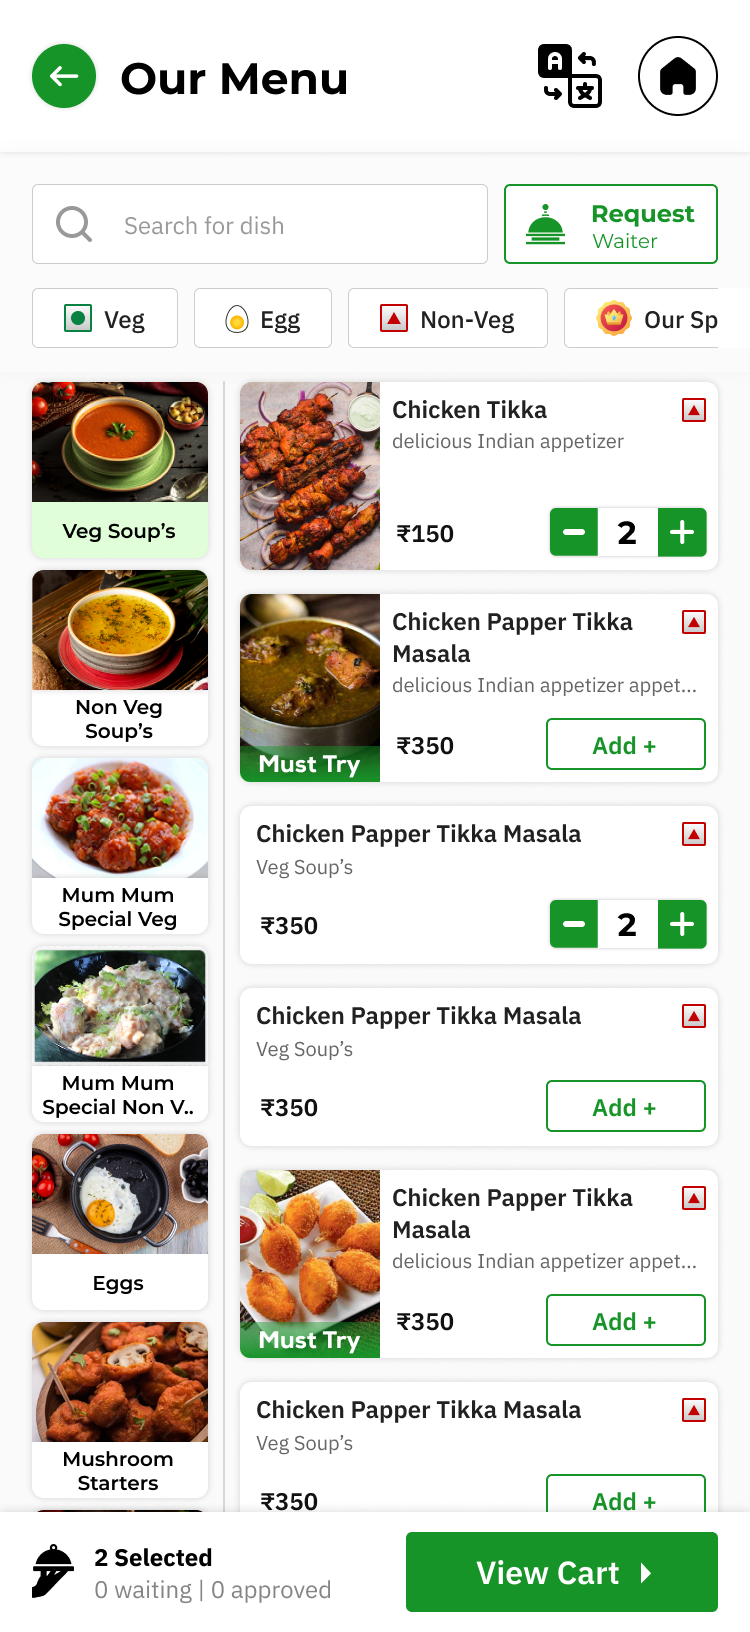 Our Menu
A
Search for dish
Request
Waiter
Veg
Egg
Non-Veg
Our Sp
Veg Soup’s
Non Veg
Soup’s
Mum Mum
Special Veg
Mum Mum
Special Non V..
Eggs
Mushroom
Starters
Chicken Tikka
delicious Indian appetizer
₹150
2
Chicken Papper Tikka
Masala
delicious Indian appetizer appet...
Must Try
₹350
Add +
Chicken Papper Tikka Masala
Veg Soup’s
₹350
2
Chicken Papper Tikka Masala
Veg Soup’s
₹350
Add +
Chicken Papper Tikka
Masala
delicious Indian appetizer appet...
Must Try
₹350
Add +
Chicken Papper Tikka Masala
Veg Soup’s
₹350
Add +
2 Selected
0 waiting | 0 approved
View Cart